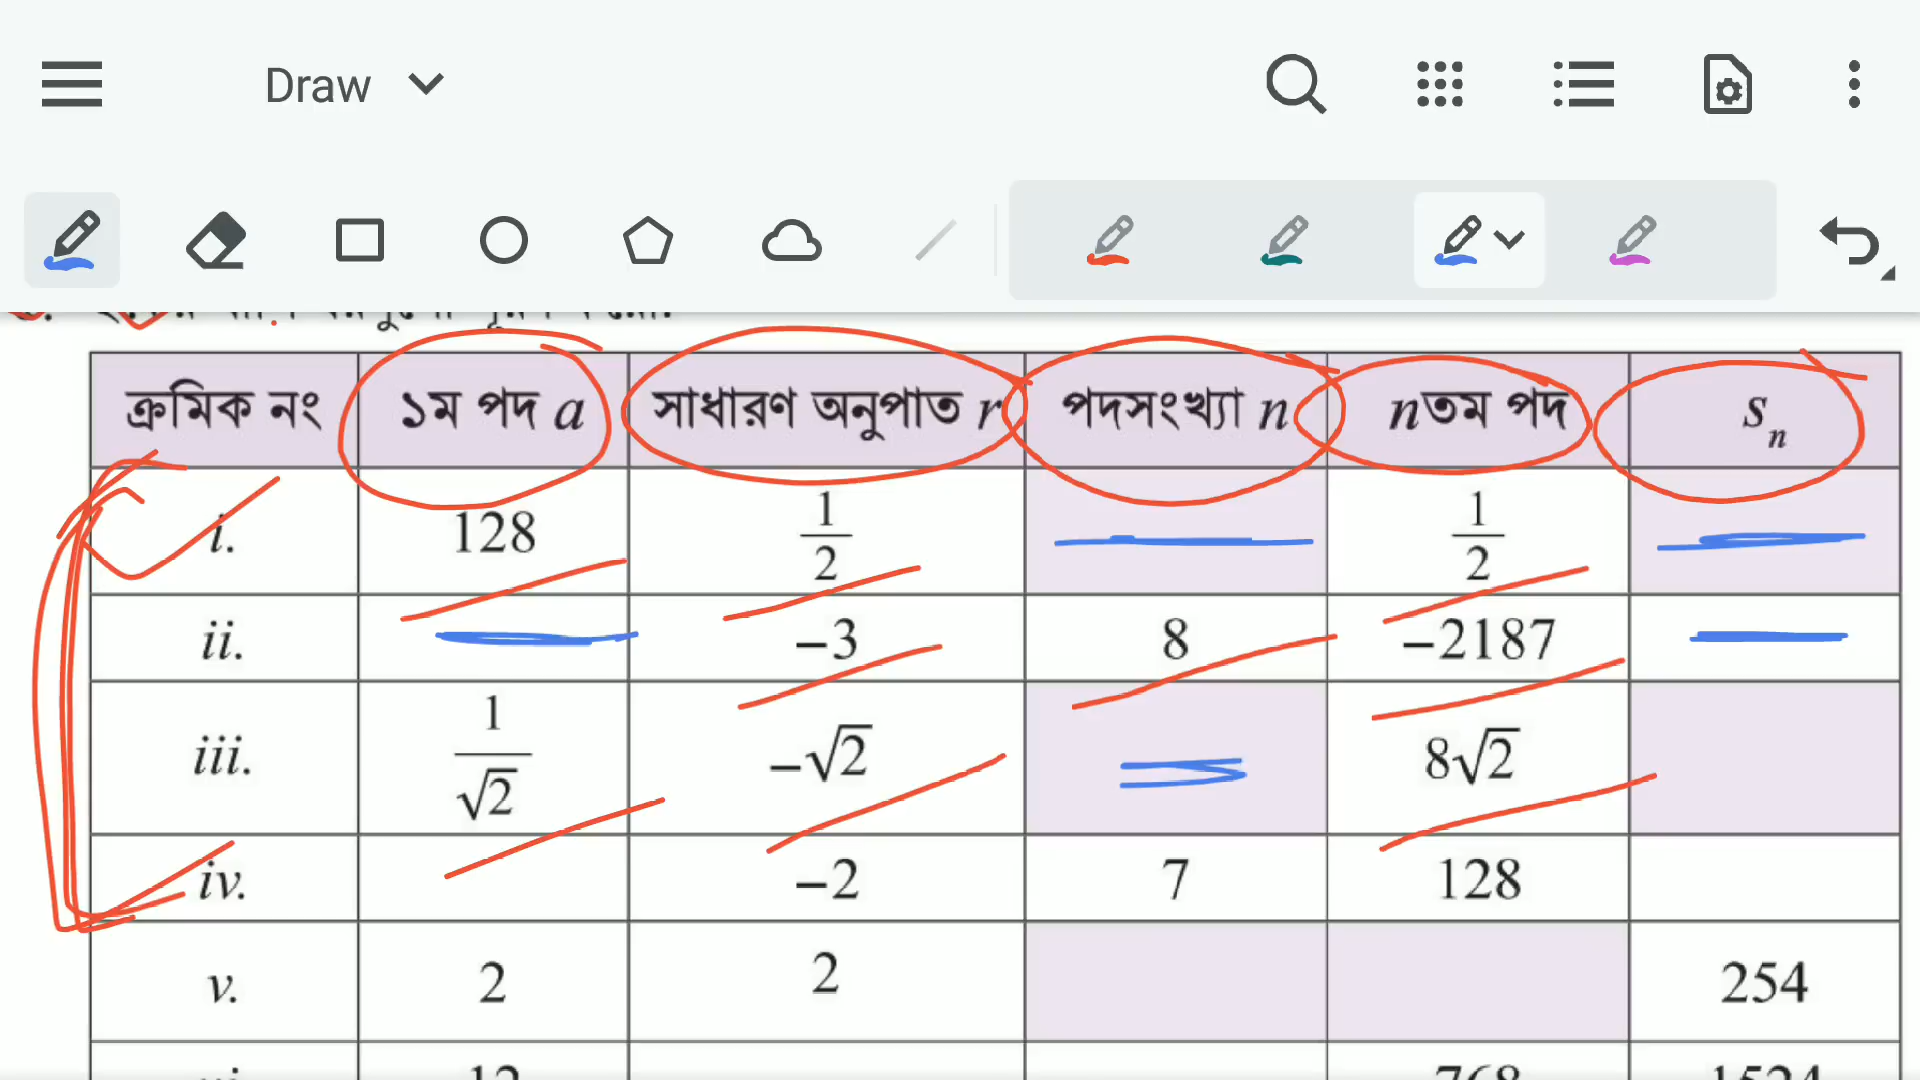 Draw
ক্রমিক নং ১ম পদ a সাধারণ অনুপাত r পদসংখ্যা n nতম পদ s_n
i. 128 1/2 1/2
ii. −3 8 −2187
iii. 1/√2 −√2 8√2
iv. −2 7 128
v. 2 2 254